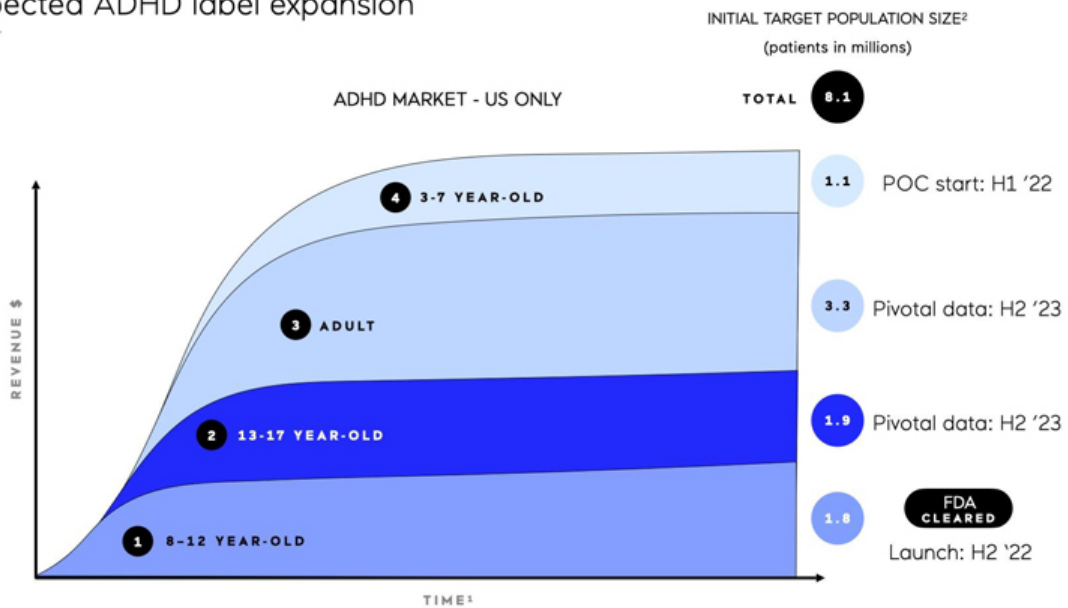 ected ADHD label expansion
INITIAL TARGET POPULATION SIZE²
(patients in millions)
ADHD MARKET - US ONLY
TOTAL 8.1
4 3-7 YEAR-OLD
1.1 POC start: H1 '22
3 ADULT
3.3 Pivotal data: H2 '23
2 13-17 YEAR-OLD
1.9 Pivotal data: H2 '23
1 8-12 YEAR-OLD
1.8
FDA
CLEARED
Launch: H2 '22
REVENUE $
TIME¹